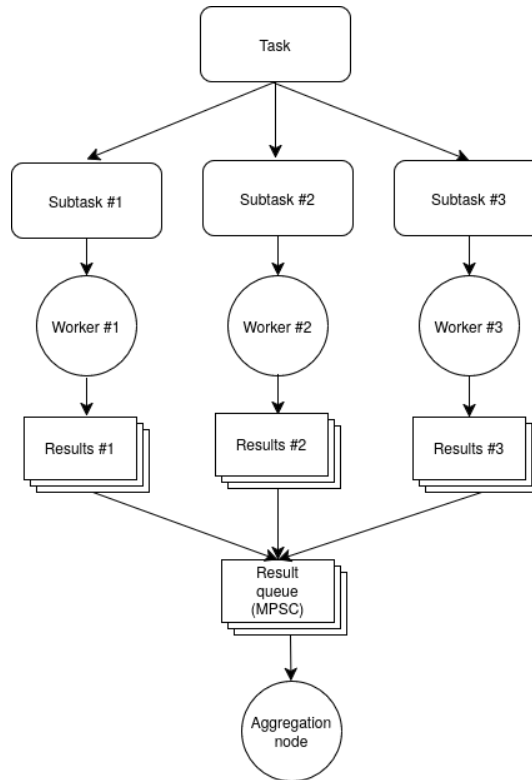 Task
Subtask #1
Subtask #2
Subtask #3
Worker #1
Worker #2
Worker #3
Results #1
Results #2
Results #3
Result
queue
(MPSC)
Aggregation
node